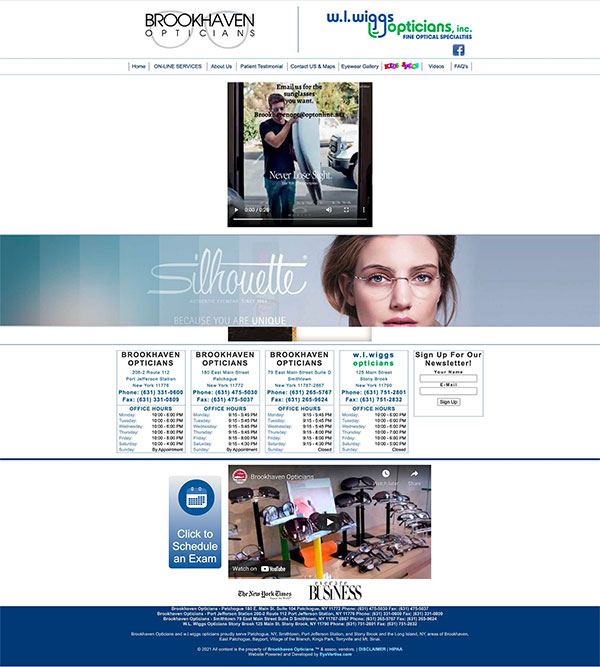 BROOKHAVEN
OPTICIANS
w.l.wiggs
opticians, inc.
FINE OPTICAL SPECIALTIES
Home
ON-LINE SERVICES
About Us
Patient Testimonial
Contact US & Maps
Eyewear Gallery
Videos
FAQ's
Email us for the
sunglasses
you want.
Never Lose Sight.
0:00 / 0:26
Silhouette
AUTHENTIC EYEWEAR SINCE 1964
BECAUSE YOU ARE UNIQUE
BROOKHAVEN
OPTICIANS
208-2 Route 112
Port Jefferson Station
New York 11776
Phone: (631) 331-0600
Fax: (631) 331-0809
OFFICE HOURS
Monday: 10:00 - 6:00 PM
Tuesday: 10:00 - 6:00 PM
Wednesday: 10:00 - 6:00 PM
Thursday: 10:00 - 6:00 PM
Friday: 10:00 - 6:00 PM
Saturday: 10:00 - 4:00 PM
Sunday: By Appointment
BROOKHAVEN
OPTICIANS
180 East Main Street
Patchogue
New York 11772
Phone: (631) 475-5030
Fax: (631) 475-5037
OFFICE HOURS
Monday: 9:15 - 5:45 PM
Tuesday: 9:15 - 5:45 PM
Wednesday: 9:15 - 5:45 PM
Thursday: 9:15 - 8:00 PM
Friday: 9:15 - 8:00 PM
Saturday: 9:15 - 4:30 PM
Sunday: By Appointment
BROOKHAVEN
OPTICIANS
79 East Main Street Suite D
Smithtown
New York 11787-2867
Phone: (631) 265-5767
Fax: (631) 265-9624
OFFICE HOURS
Monday: 9:15 - 5:45 PM
Tuesday: 9:15 - 5:45 PM
Wednesday: 9:15 - 5:45 PM
Thursday: 9:15 - 8:00 PM
Friday: 9:15 - 8:00 PM
Saturday: 9:15 - 4:30 PM
Sunday: Closed
w.l.wiggs
opticians
125 Main Street
Stony Brook
New York 11790
Phone: (631) 751-2801
Fax: (631) 751-2832
OFFICE HOURS
Monday: 10:00 - 6:00 PM
Tuesday: 10:00 - 6:00 PM
Wednesday: 10:00 - 6:00 PM
Thursday: 10:00 - 6:00 PM
Friday: 10:00 - 6:00 PM
Saturday: 10:00 - 4:00 PM
Sunday: Closed
Sign Up For Our
Newsletter!
Your Name
E-Mail
Sign Up
Click to
Schedule
an Exam
Brookhaven Opticians
Watch later
Share
Watch on YouTube
The New York Times
BUSINESS
Brookhaven Opticians - Patchogue 180 E. Main St. Suite 104 Patchogue, NY 11772 Phone: (631) 475-5030 Fax: (631) 475-5037
Brookhaven Opticians - Port Jefferson Station 208-2 Route 112 Port Jefferson Station, NY 11776 Phone: (631) 331-0600 Fax: (631) 331-0809
Brookhaven Opticians - Smithtown 79 East Main Street Suite D Smithtown, NY 11787-2867 Phone: (631) 265-5767 Fax: (631) 265-9624
W.L. Wiggs Opticians Stony Brook 125 Main St. Stony Brook, NY 11790 Phone: (631) 751-2801 Fax: (631) 751-2832
Brookhaven Opticians and w.l.wiggs opticians proudly serve Patchogue, NY, Smithtown, Port Jefferson Station, and Stony Brook and the Long Island, NY, areas of Brookhaven,
East Patchogue, Bayport, Village of the Branch, Kings Park, Terryville and Mt. Sinai.
© 2021 All content is the property of Brookhaven Opticians ™ & assoc. vendors. | DISCLAIMER | HIPAA
Website Powered and Developed by EyeVertise.com